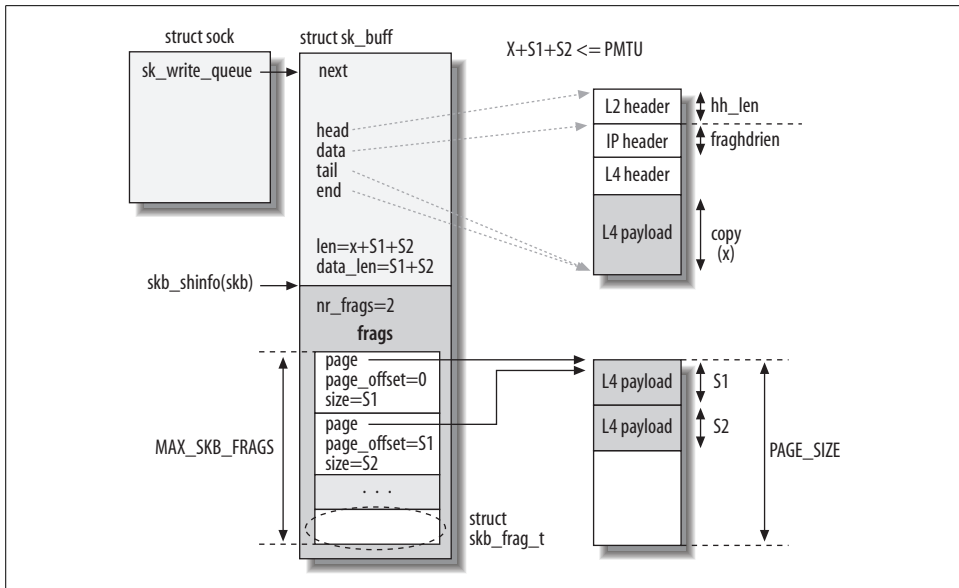 struct sock
sk_write_queue
struct sk_buff
next
head
data
tail
end
len=x+S1+S2
data_len=S1+S2
skb_shinfo(skb)
nr_frags=2
frags
page
page_offset=0
size=S1
page
page_offset=S1
size=S2
. . .
MAX_SKB_FRAGS
struct
skb_frag_t
X+S1+S2 <= PMTU
L2 header
hh_len
IP header
fraghdrien
L4 header
L4 payload
copy
(x)
L4 payload
S1
L4 payload
S2
PAGE_SIZE